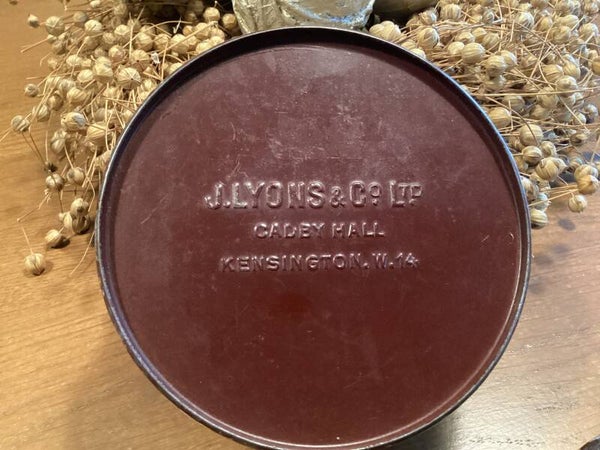 J. LYONS & Co LTD
CADBY HALL
KENSINGTON. W. 14